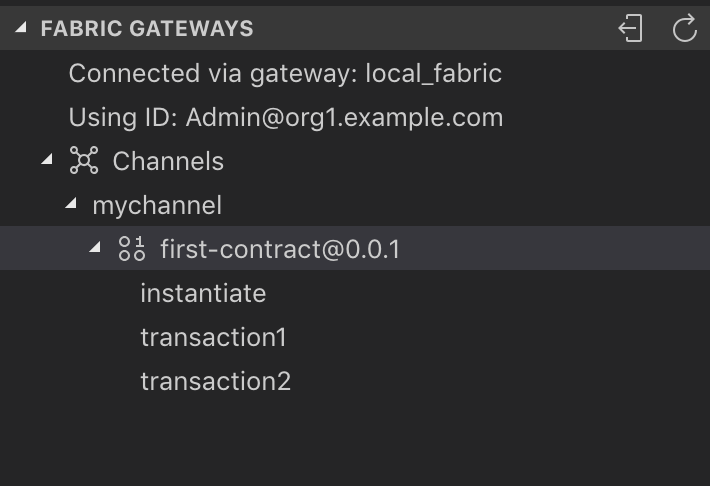 FABRIC GATEWAYS
Connected via gateway: local_fabric
Using ID: Admin@org1.example.com
Channels
mychannel
first-contract@0.0.1
instantiate
transaction1
transaction2